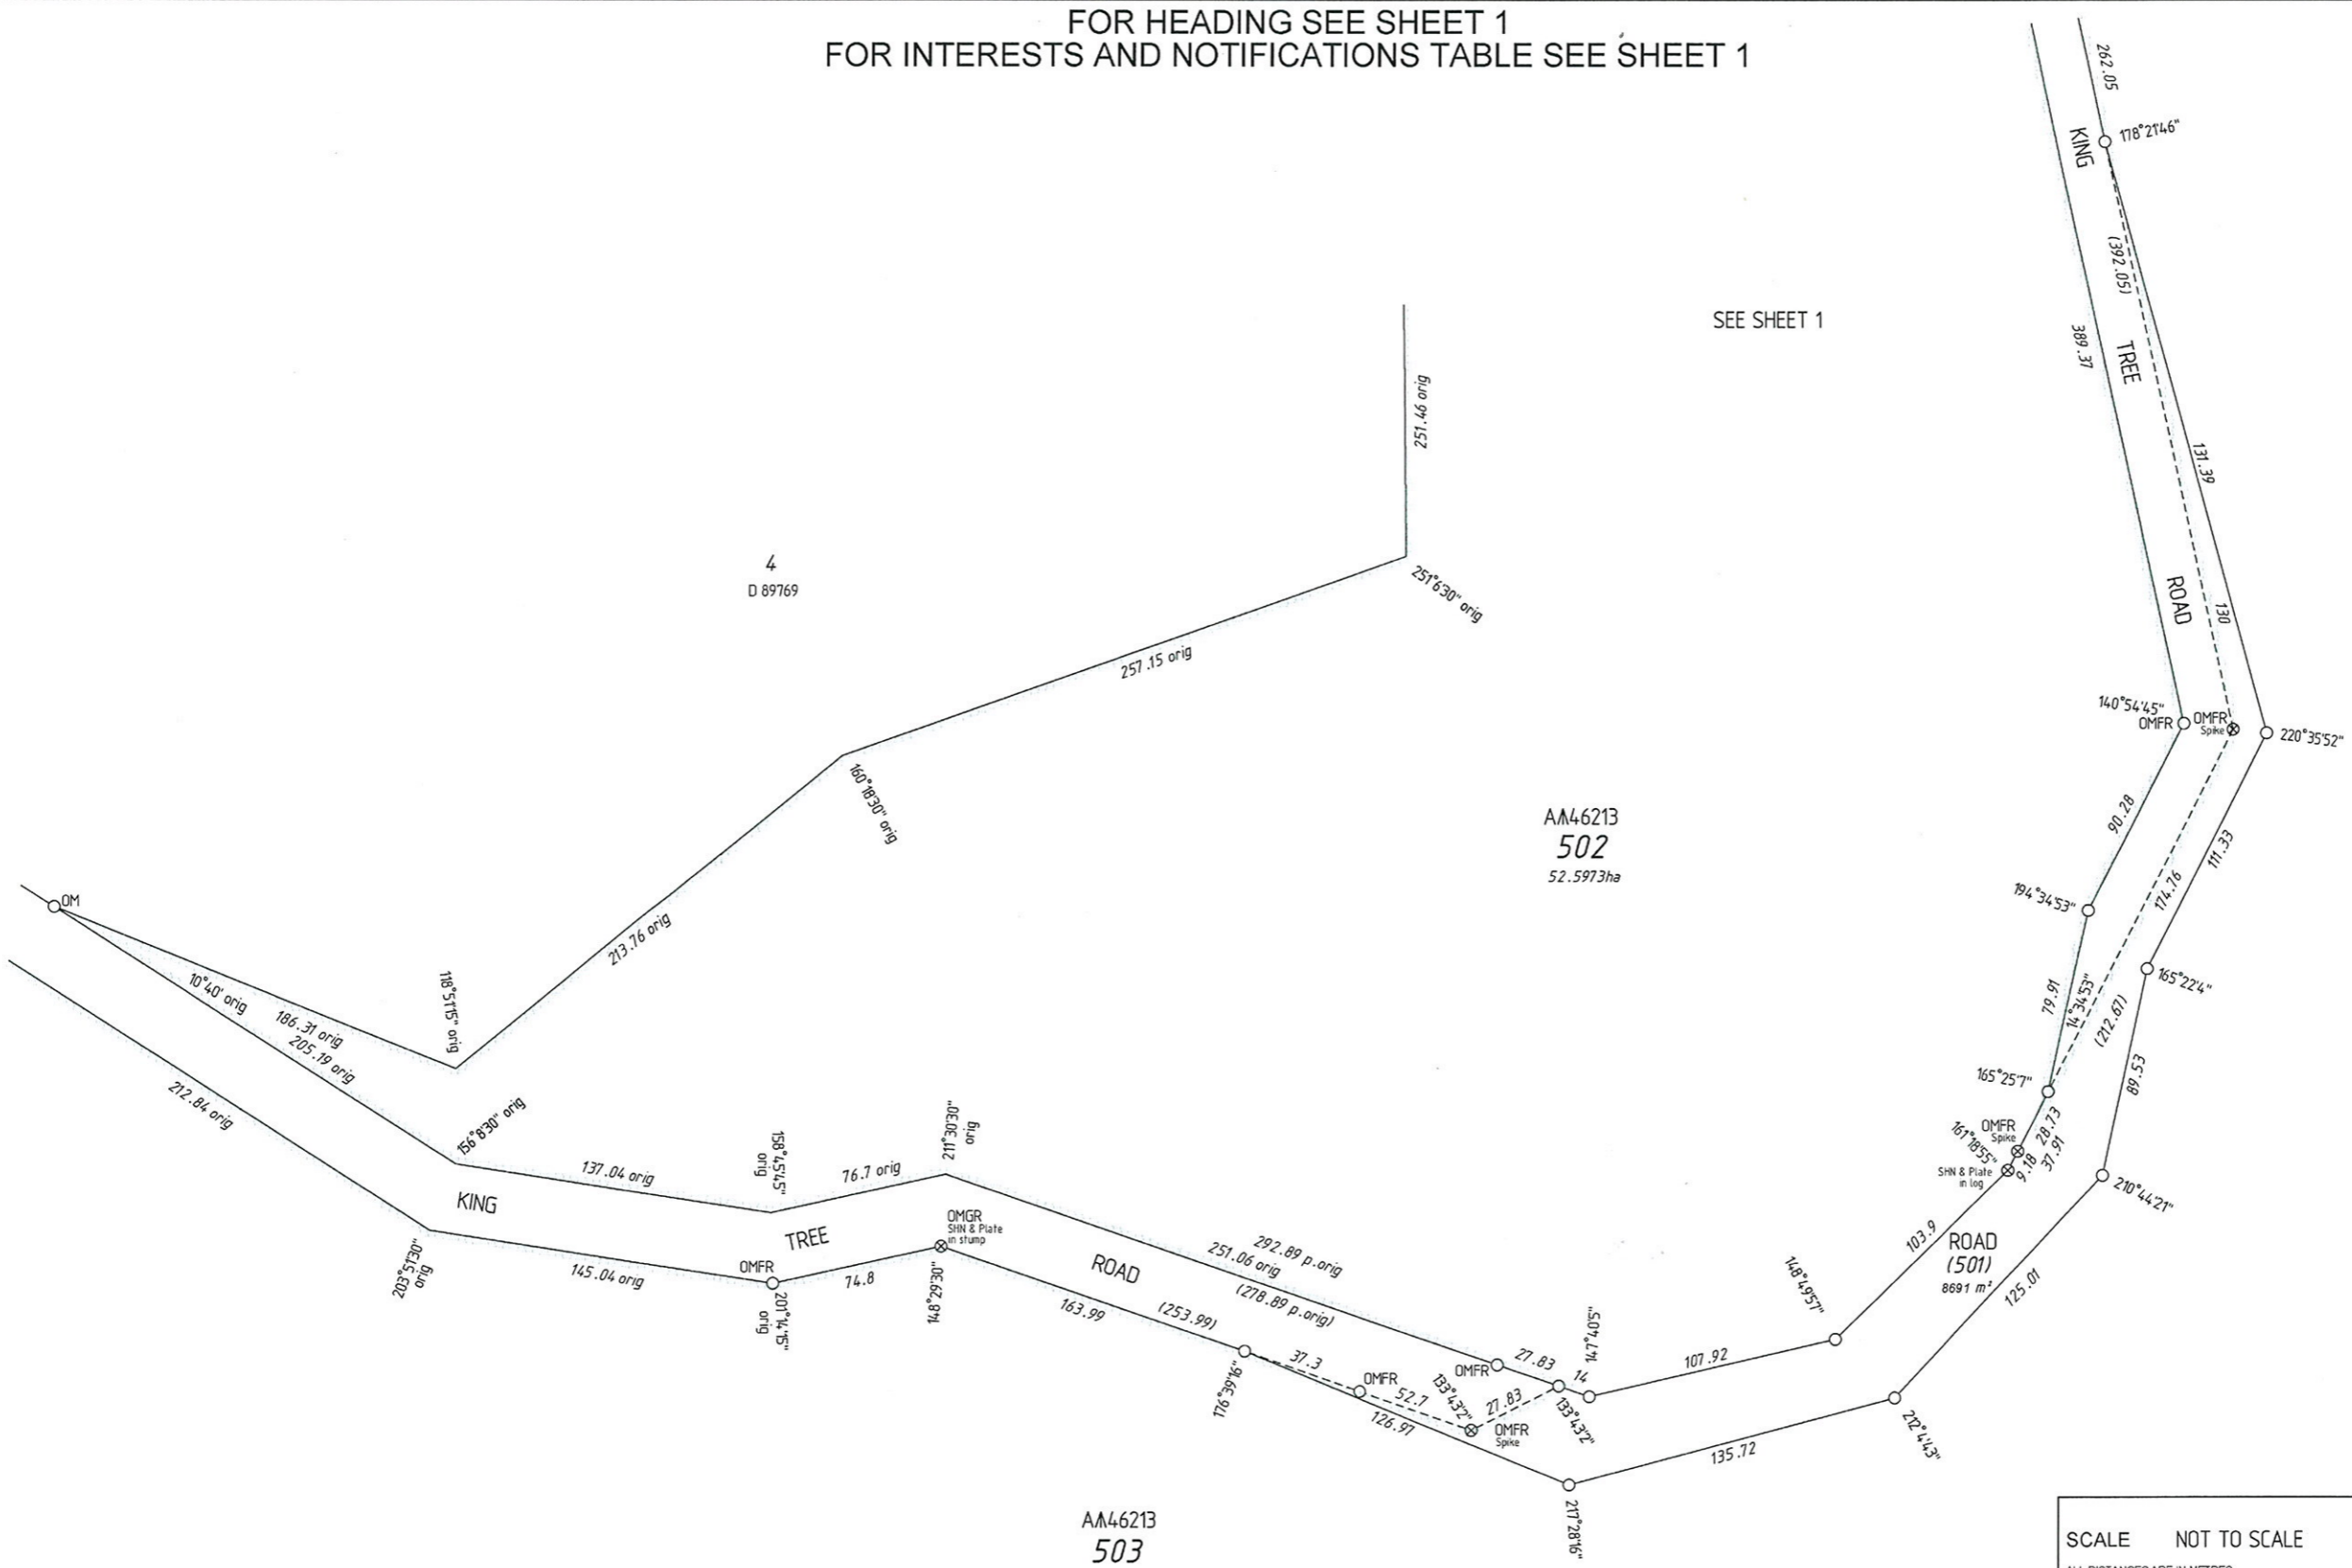 FOR HEADING SEE SHEET 1
FOR INTERESTS AND NOTIFICATIONS TABLE SEE SHEET 1
262.05
178°21'46"
KING
(392.05)
TREE
389.37
131.39
130
ROAD
SEE SHEET 1
251.46 orig
251°6'30" orig
4
D 89769
257.15 orig
160°18'30" orig
213.76 orig
140°54'45"
OMFR
OMFR
Spike
220°35'52"
90.28
111.33
174.76
502
52.5973ha
194°34'53"
79.91
14°34'53"
(212.67)
165°22'4"
89.53
165°25'7"
OMFR
Spike
28.73
37.91
161°18'55"
9.18
SHN & Plate
in log
210°44'21"
OM
10°40' orig
186.31 orig
205.19 orig
118°51'15" orig
212.84 orig
156°8'30" orig
137.04 orig
158°45'45"
orig
76.7 orig
211°30'30"
orig
KING
TREE
ROAD
OMGR
SHN & Plate
in stump
203°51'30"
orig
145.04 orig
OMFR
201°14'15"
orig
74.8
148°29'30"
292.89 p.orig
251.06 orig
(278.89 p.orig)
163.99
(253.99)
176°39'16"
37.3
OMFR
52.7
126.97
133°43'2"
OMFR
Spike
OMFR
27.83
27.83
14
133°43'2"
147°40'5"
107.92
148°49'57"
103.9
ROAD
(501)
8691 m²
125.01
212°4'43"
135.72
217°28'16"
503
SCALE NOT TO SCALE